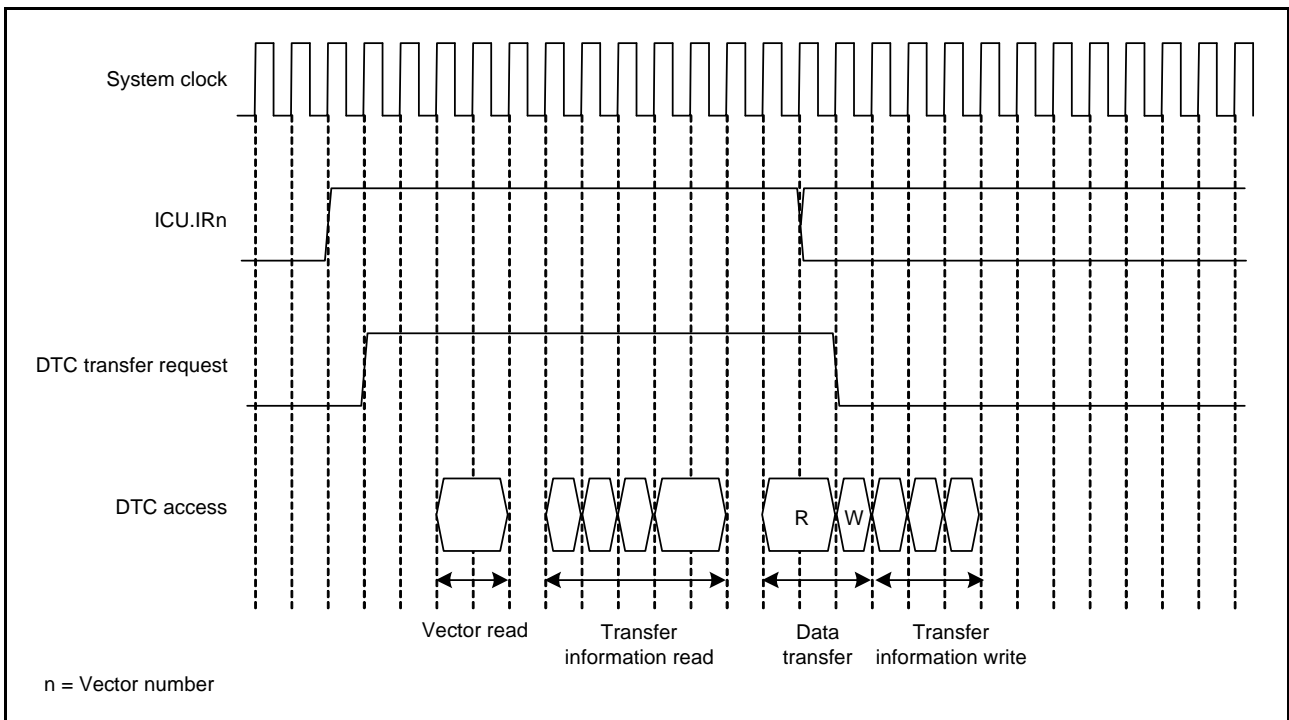 System clock
ICU.IRn
DTC transfer request
DTC access
R
W
Vector read
Transfer
information read
Data
transfer
Transfer
information write
n = Vector number